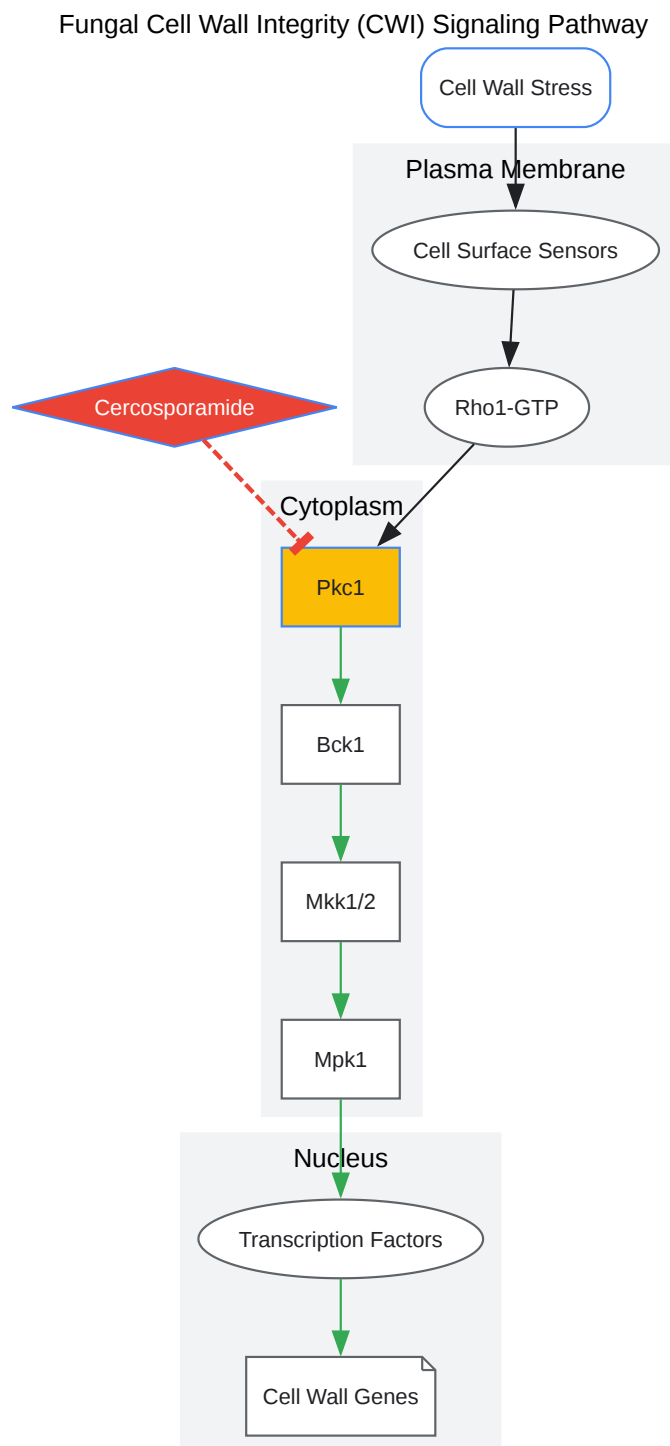 Fungal Cell Wall Integrity (CWI) Signaling Pathway
Cell Wall Stress
Plasma Membrane
Cell Surface Sensors
Cercosporamide
Rho1-GTP
Cytoplasm
Pkc1
Bck1
Mkk1/2
Mpk1
Nucleus
Transcription Factors
Cell Wall Genes